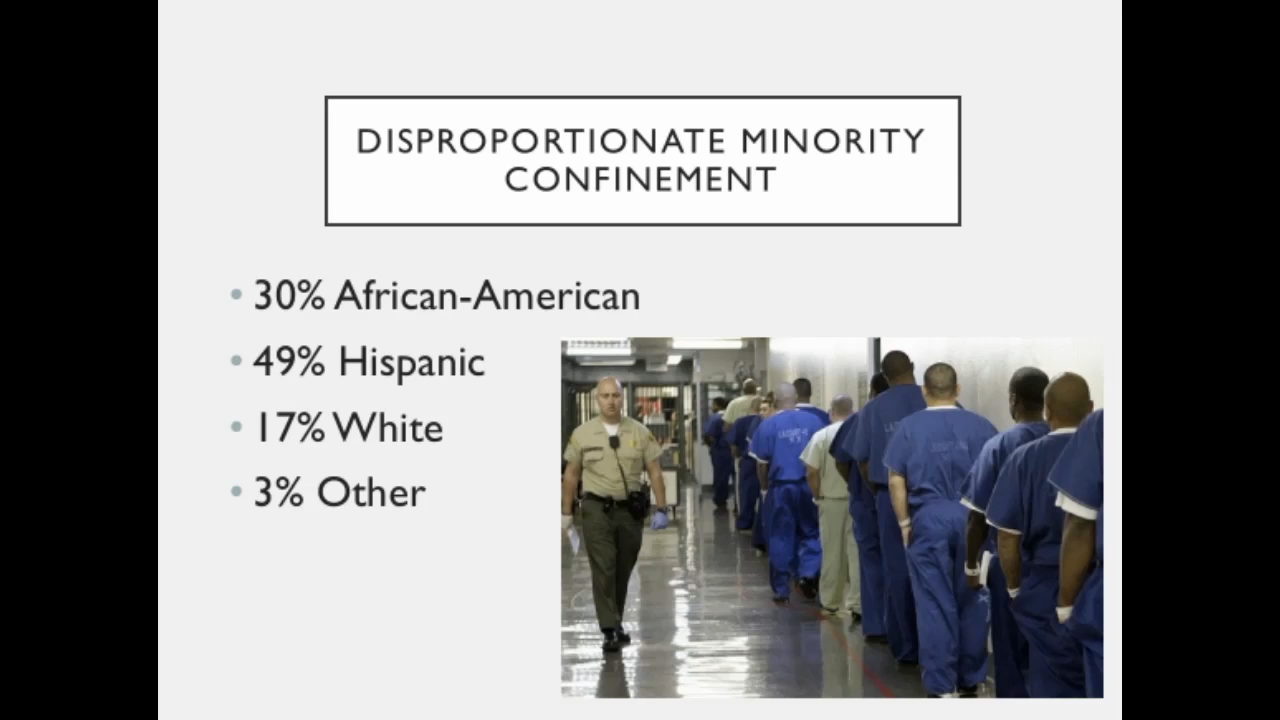 DISPROPORTIONATE MINORITY
CONFINEMENT
• 30% African-American
• 49% Hispanic
• 17% White
• 3% Other